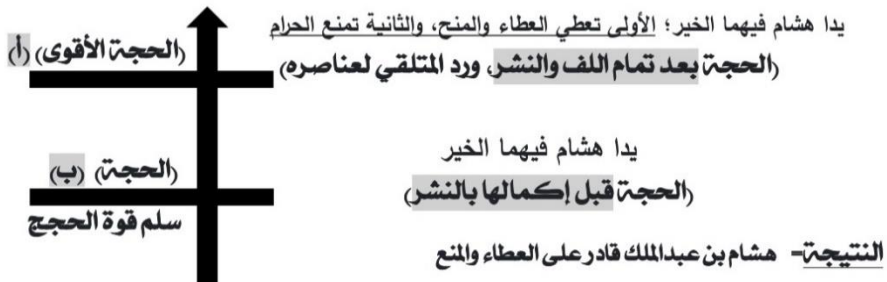 يدا هشام فيهما الخير؛ الأولى تعطي العطاء والمنح، والثانية تمنع الحرام
(الحجة بعد تمام اللف والنشر، ورد المتلقي لعناصره)
(الحجة الأقوى) (أ)
يدا هشام فيهما الخير
(الحجة قبل إكمالها بالنشر)
(الحجة) (ب)
سلم قوة الحجج
النتيجة- هشام بن عبدالملك قادر على العطاء والمنع